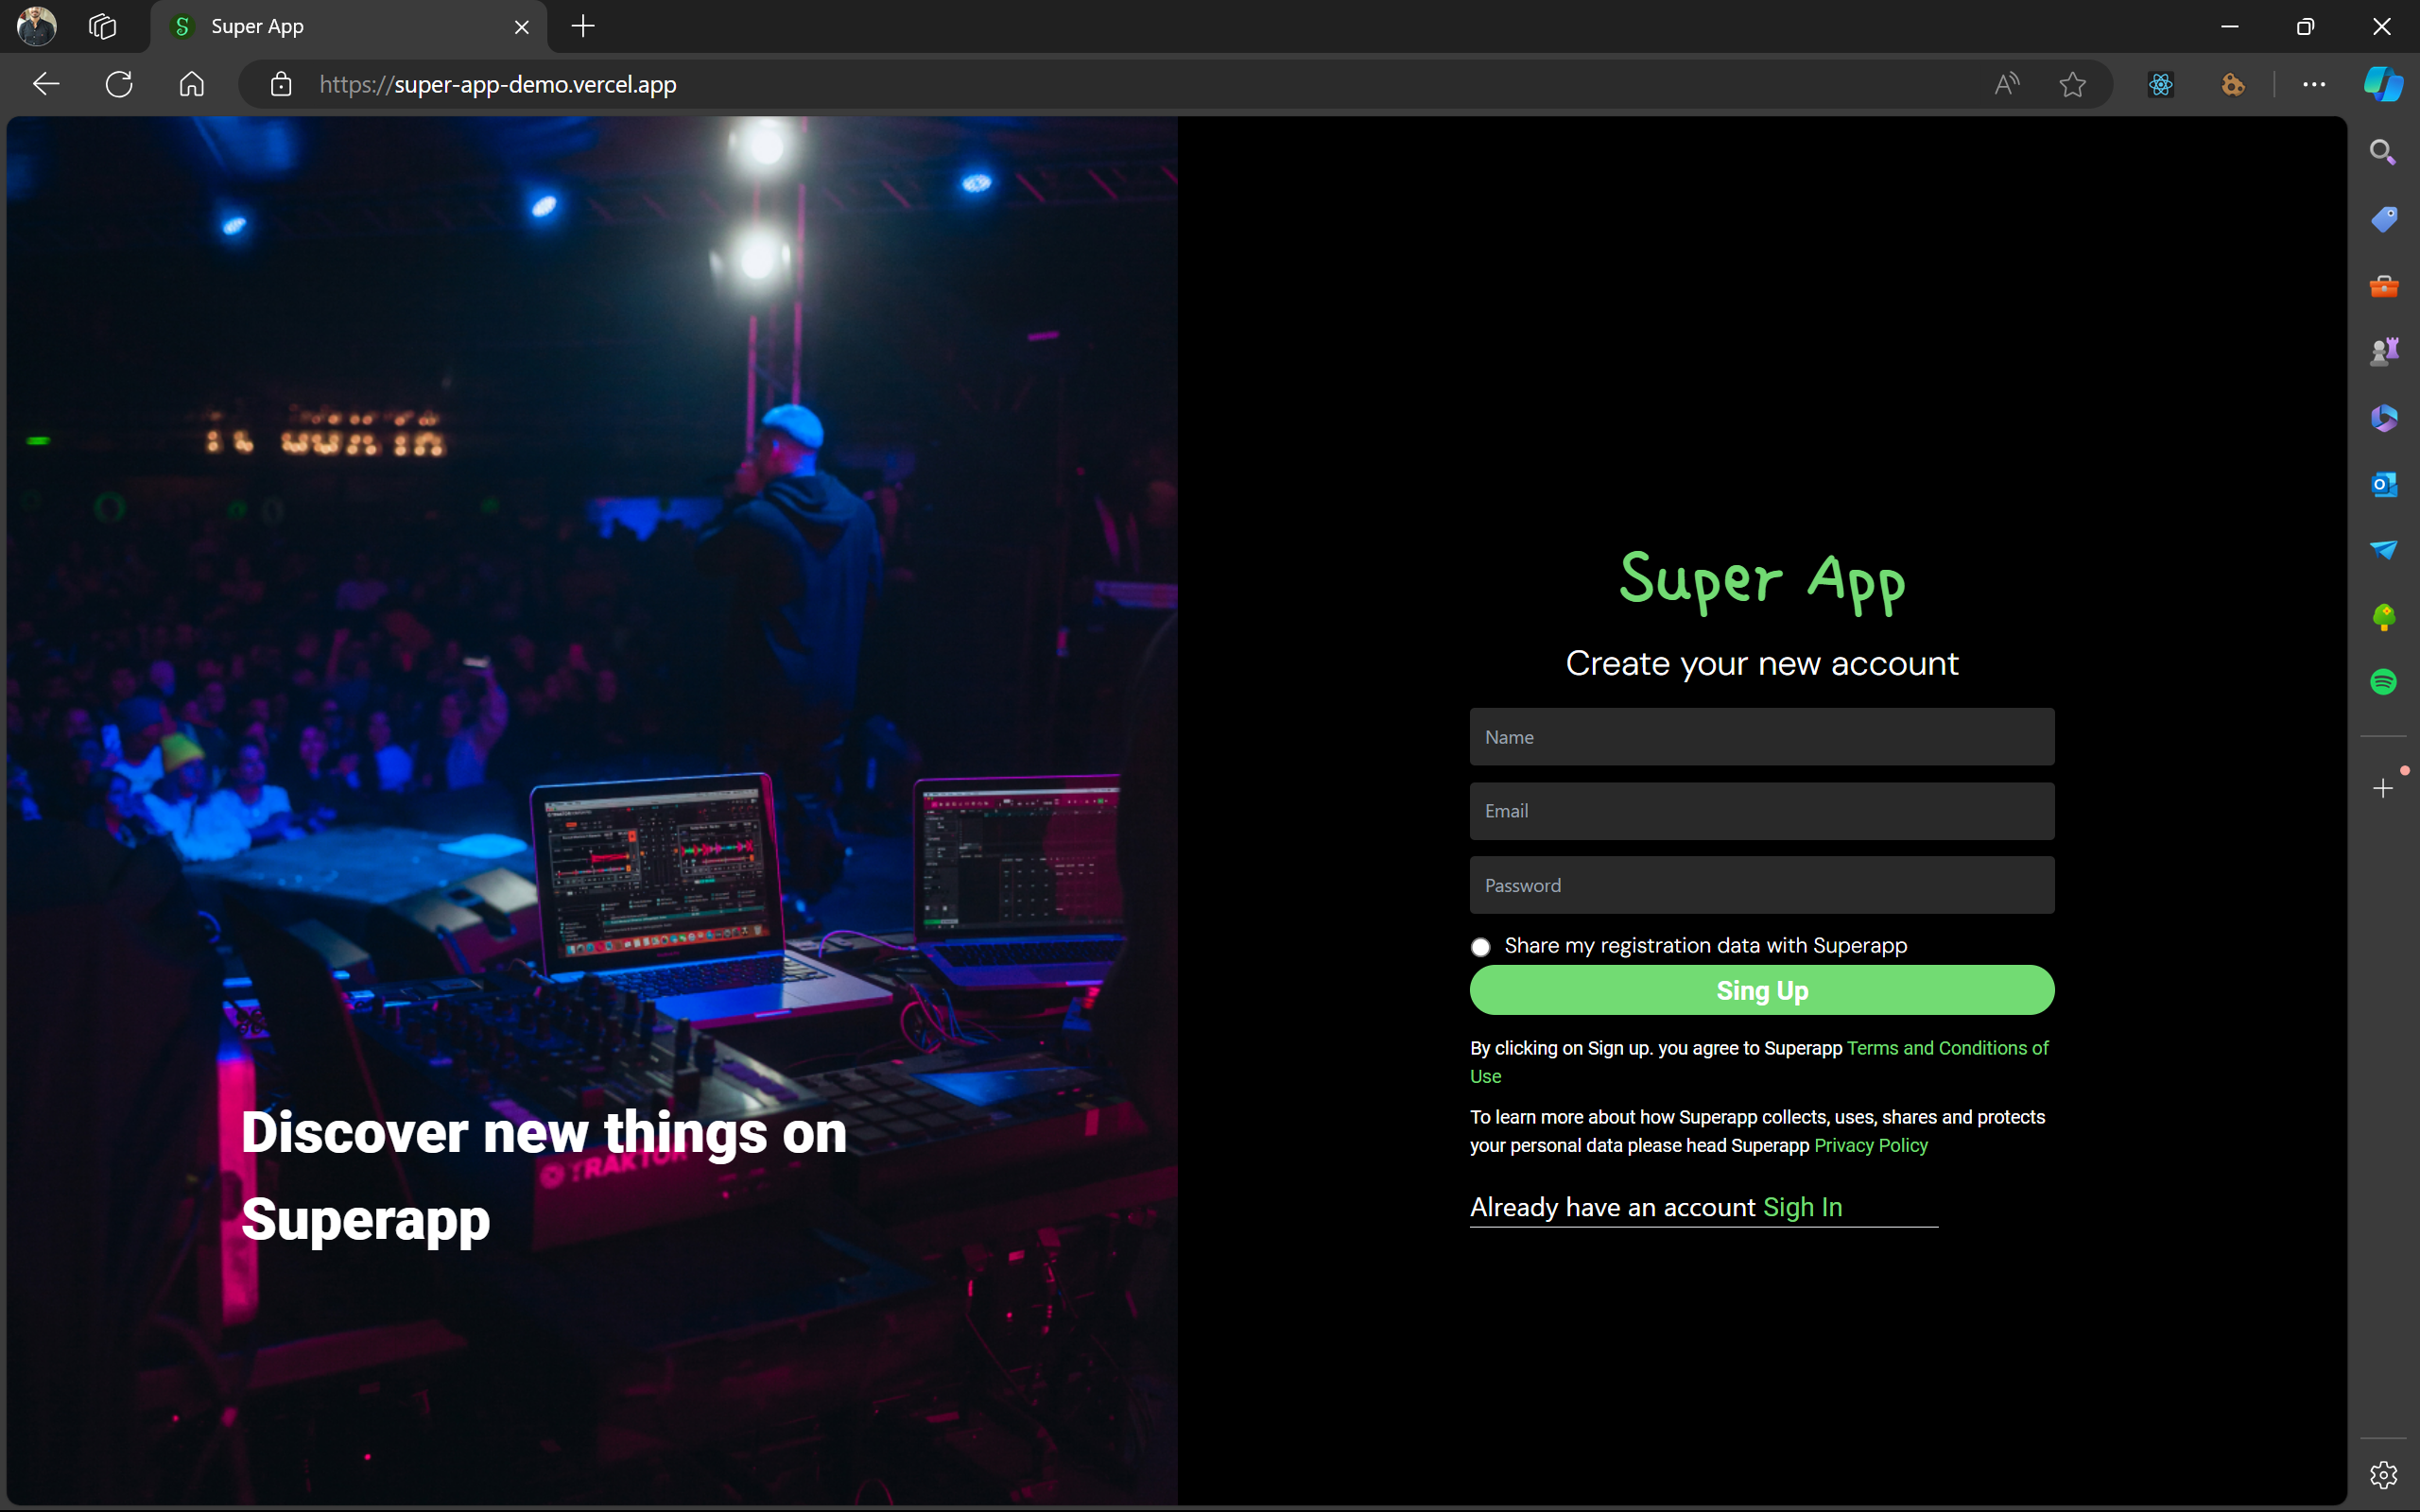 Super App
https://super-app-demo.vercel.app
TRAKTOR
Discover new things on
Superapp
Super App
Create your new account
Name
Email
Password
Share my registration data with Superapp
Sing Up
By clicking on Sign up. you agree to Superapp Terms and Conditions of
Use
To learn more about how Superapp collects, uses, shares and protects
your personal data please head Superapp Privacy Policy
Already have an account Sigh In